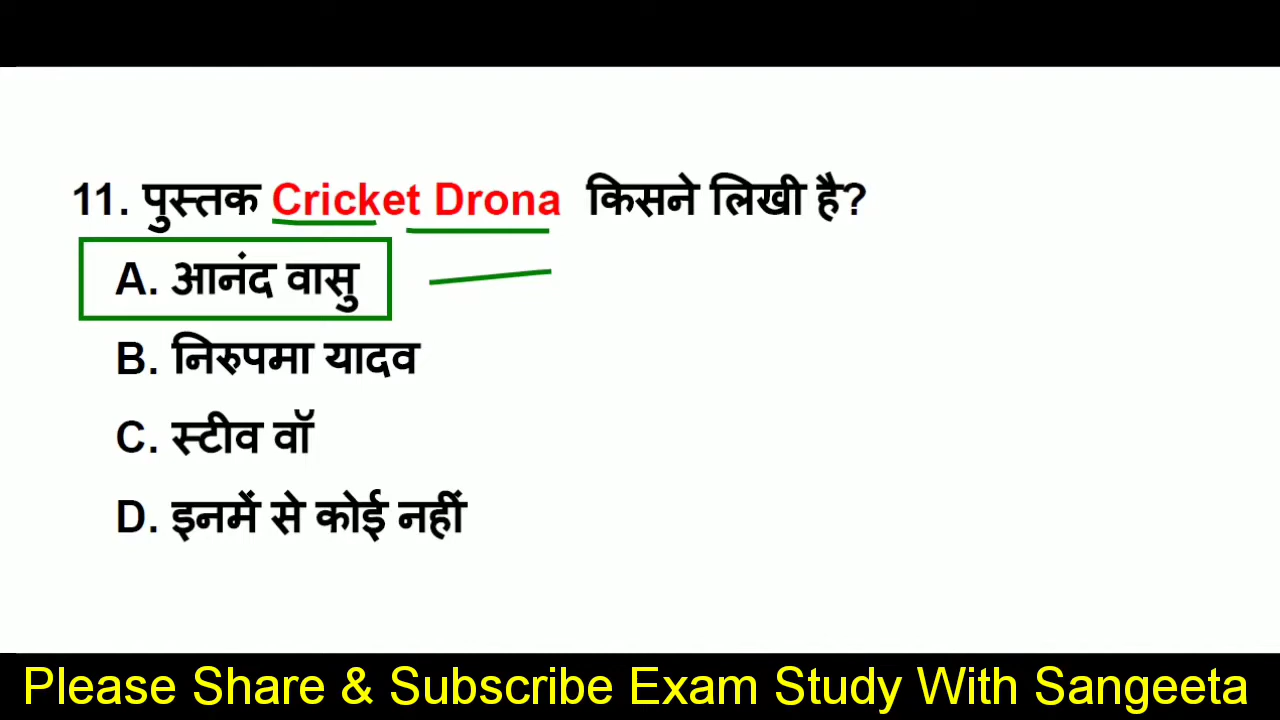 11. पुस्तक Cricket Drona किसने लिखी है?
A. आनंद वासु
B. निरुपमा यादव
C. स्टीव वॉ
D. इनमें से कोई नहीं
Please Share & Subscribe Exam Study With Sangeeta